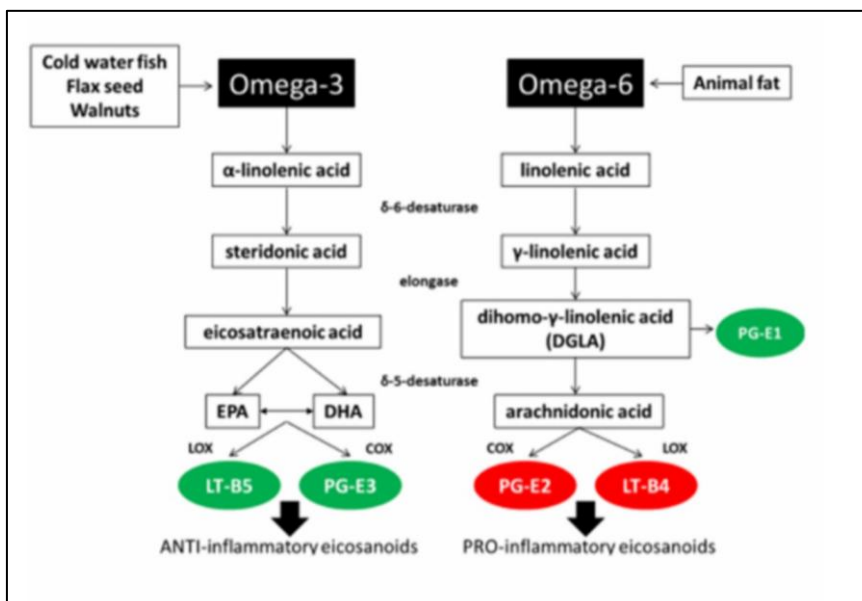 Cold water fish
Flax seed
Walnuts
Omega-3
Omega-6
Animal fat
α-linolenic acid
linolenic acid
δ-6-desaturase
steridonic acid
γ-linolenic acid
elongase
eicosatraenoic acid
dihomo-γ-linolenic acid
(DGLA)
PG-E1
δ-5-desaturase
EPA
DHA
arachnidonic acid
LOX
COX
COX
LOX
LT-B5
PG-E3
PG-E2
LT-B4
ANTI-inflammatory eicosanoids
PRO-inflammatory eicosanoids